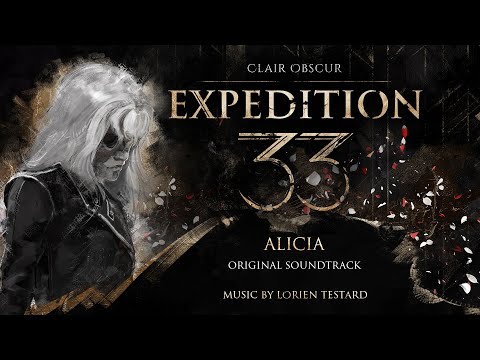 CLAIR OBSCUR
EXPEDITION
33
ALICIA
ORIGINAL SOUNDTRACK
MUSIC BY LORIEN TESTARD